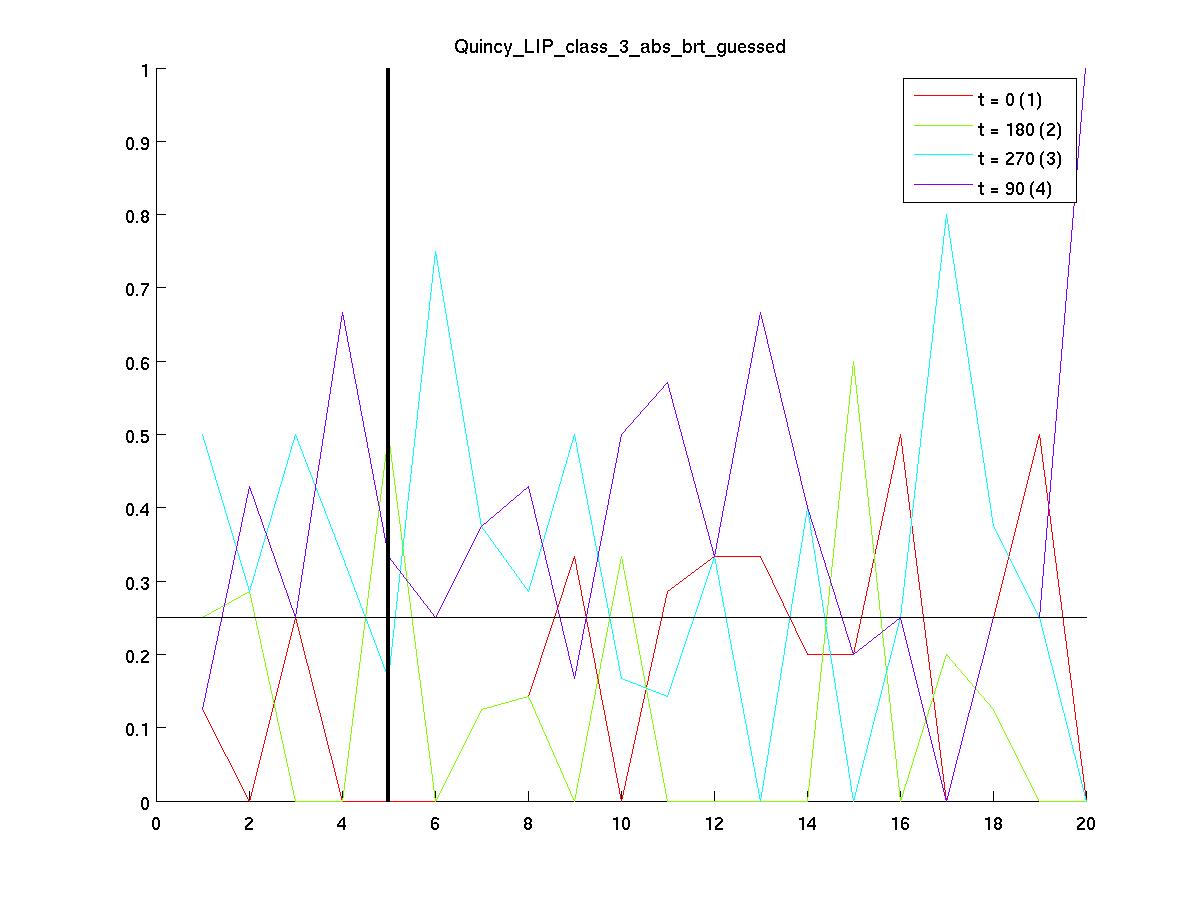 Quincy_LIP_class_3_abs_brt_guessed
1
0.9
0.8
0.7
0.6
0.5
0.4
0.3
0.2
0.1
0
0 2 4 6 8 10 12 14 16 18 20
t = 0 (1)
t = 180 (2)
t = 270 (3)
t = 90 (4)